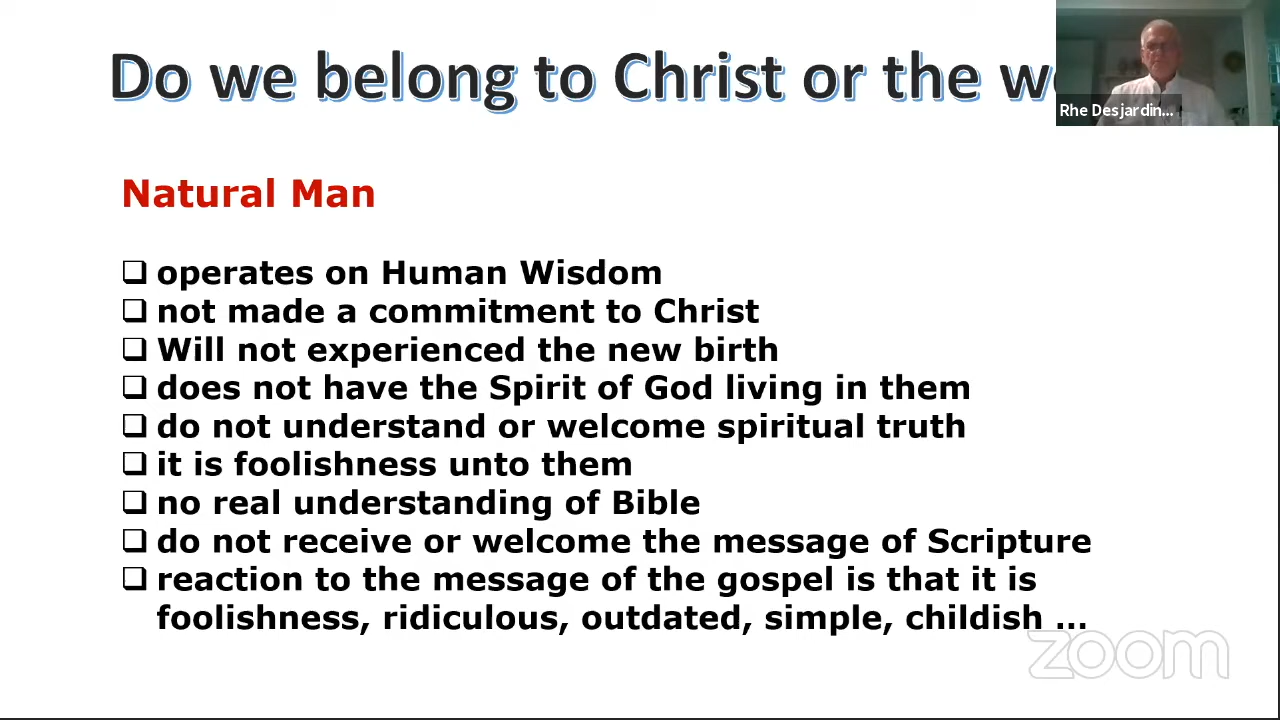 Do we belong to Christ or the w
Rhe Desjardin...
Natural Man
❑ operates on Human Wisdom
❑ not made a commitment to Christ
❑ Will not experienced the new birth
❑ does not have the Spirit of God living in them
❑ do not understand or welcome spiritual truth
❑ it is foolishness unto them
❑ no real understanding of Bible
❑ do not receive or welcome the message of Scripture
❑ reaction to the message of the gospel is that it is
foolishness, ridiculous, outdated, simple, childish ...
zoom